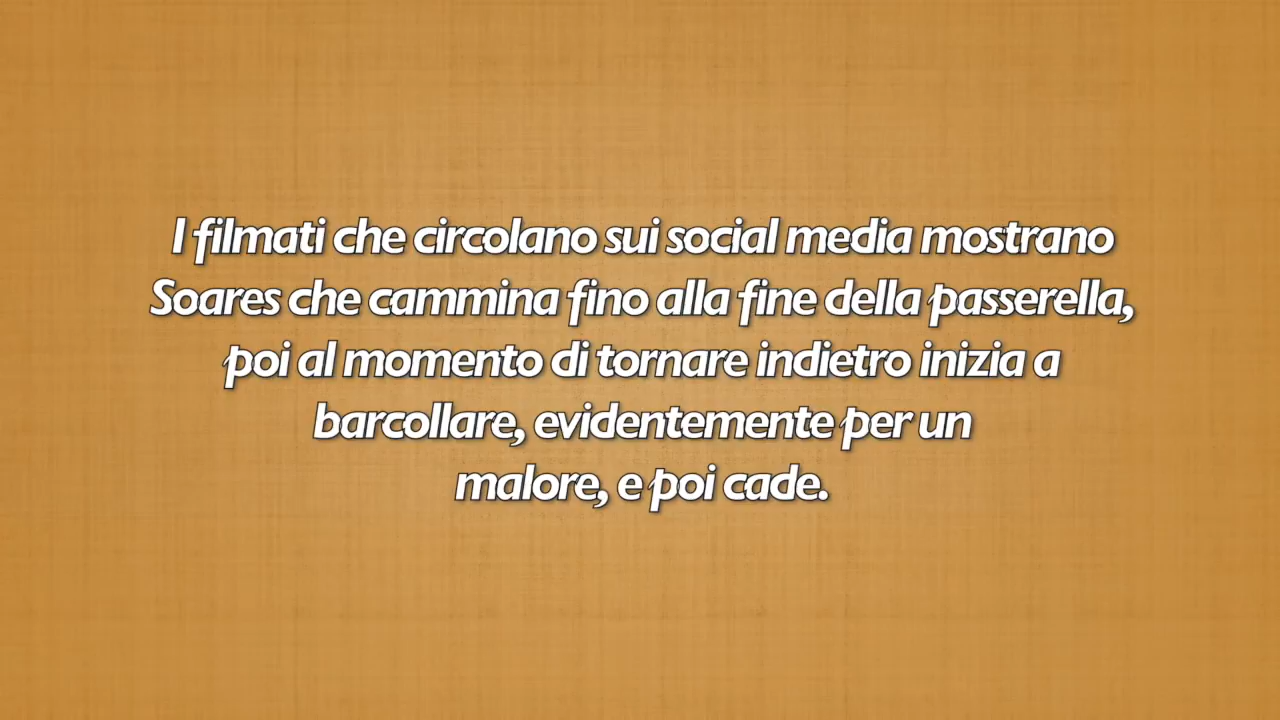 I filmati che circolano sui social media mostrano
Soares che cammina fino alla fine della passerella,
poi al momento di tornare indietro inizia a
barcollare, evidentemente per un
malore, e poi cade.